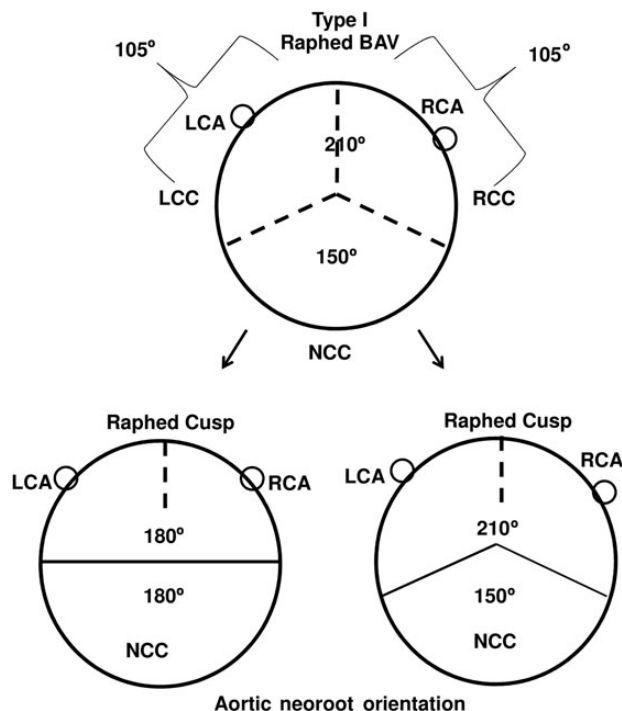 Type I
Raphed BAV
105º
105º
LCA
RCA
210º
LCC
RCC
150º
NCC
Raphed Cusp
Raphed Cusp
LCA
RCA
LCA
RCA
180º
210º
180º
150º
NCC
NCC
Aortic neoroot orientation